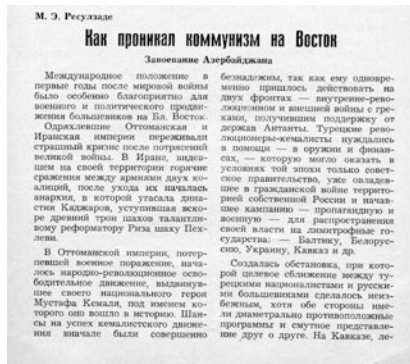 М. Э. Ресулзаде
Как проникал коммунизм на Восток
Завоевание Азербайджана
Международное положение в
первые годы после мировой войны
было особенно благоприятно для
военного и политического продви-
жения большевиков на Бл. Восток.
Одряхлевшие Оттоманская и
Иранская империи переживали
страшный кризис после потрясений
великой войны. В Иране, видев-
шем на своей территории горячие
сражения между армиями двух ко-
алиций, после ухода их началась
анархия, в которой угасала дина-
стия Каджаров, уступившая вско-
ре древний трон шахов талантли-
вому реформатору Риза шаху Пех-
леви.
В Оттоманской империи, потер-
певшей военное поражение, нача-
лось народно-революционное осво-
бодительное движение, выдвинув-
шее своего национального героя
Мустафа Кемаля, под именем ко-
торого оно вошло в историю. Шан-
сы на успех кемалистского движе-
ния вначале были совершенно
безнадежны, так как ему одновре-
менно пришлось действовать на
двух фронтах — внутренне-рево-
люционном и внешней войны с гре-
ками, получившим поддержку от
держав Антанты. Турецкие рево-
люционеры-кемалисты нуждались
в помощи — в оружии и финан-
сах, — которую могло оказать в
условиях той эпохи только совет-
ское правительство, уже овладев-
шее в гражданской войне террито-
рией собственной России и начав-
шее кампанию — пропагандную и
военную — для распространения
своей власти на лимитрофные го-
сударства: — Балтику, Белорус-
сию, Украину, Кавказ и др.
Создалась обстановка, при кото-
рой целевое сближение между ту-
рецкими националистами и русски-
ми большевиками сделалось неиз-
бежным, хотя обе стороны име-
ли диаметрально противоположные
программы и смутное представле-
ние друг о друге. На Кавказе, ле-